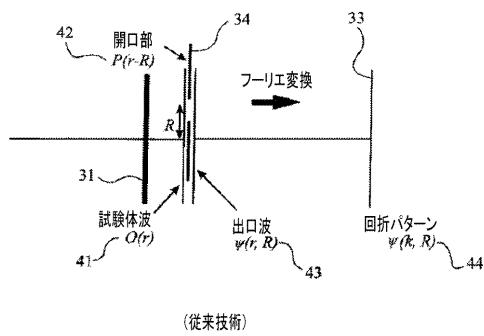 42
開口部
P(r-R)
34
33
フーリエ変換
R
31
試験体波
O(r)
41
出口波
ψ(r, R)
43
回折パターン
Ψ(k, R)
44
(従来技術)